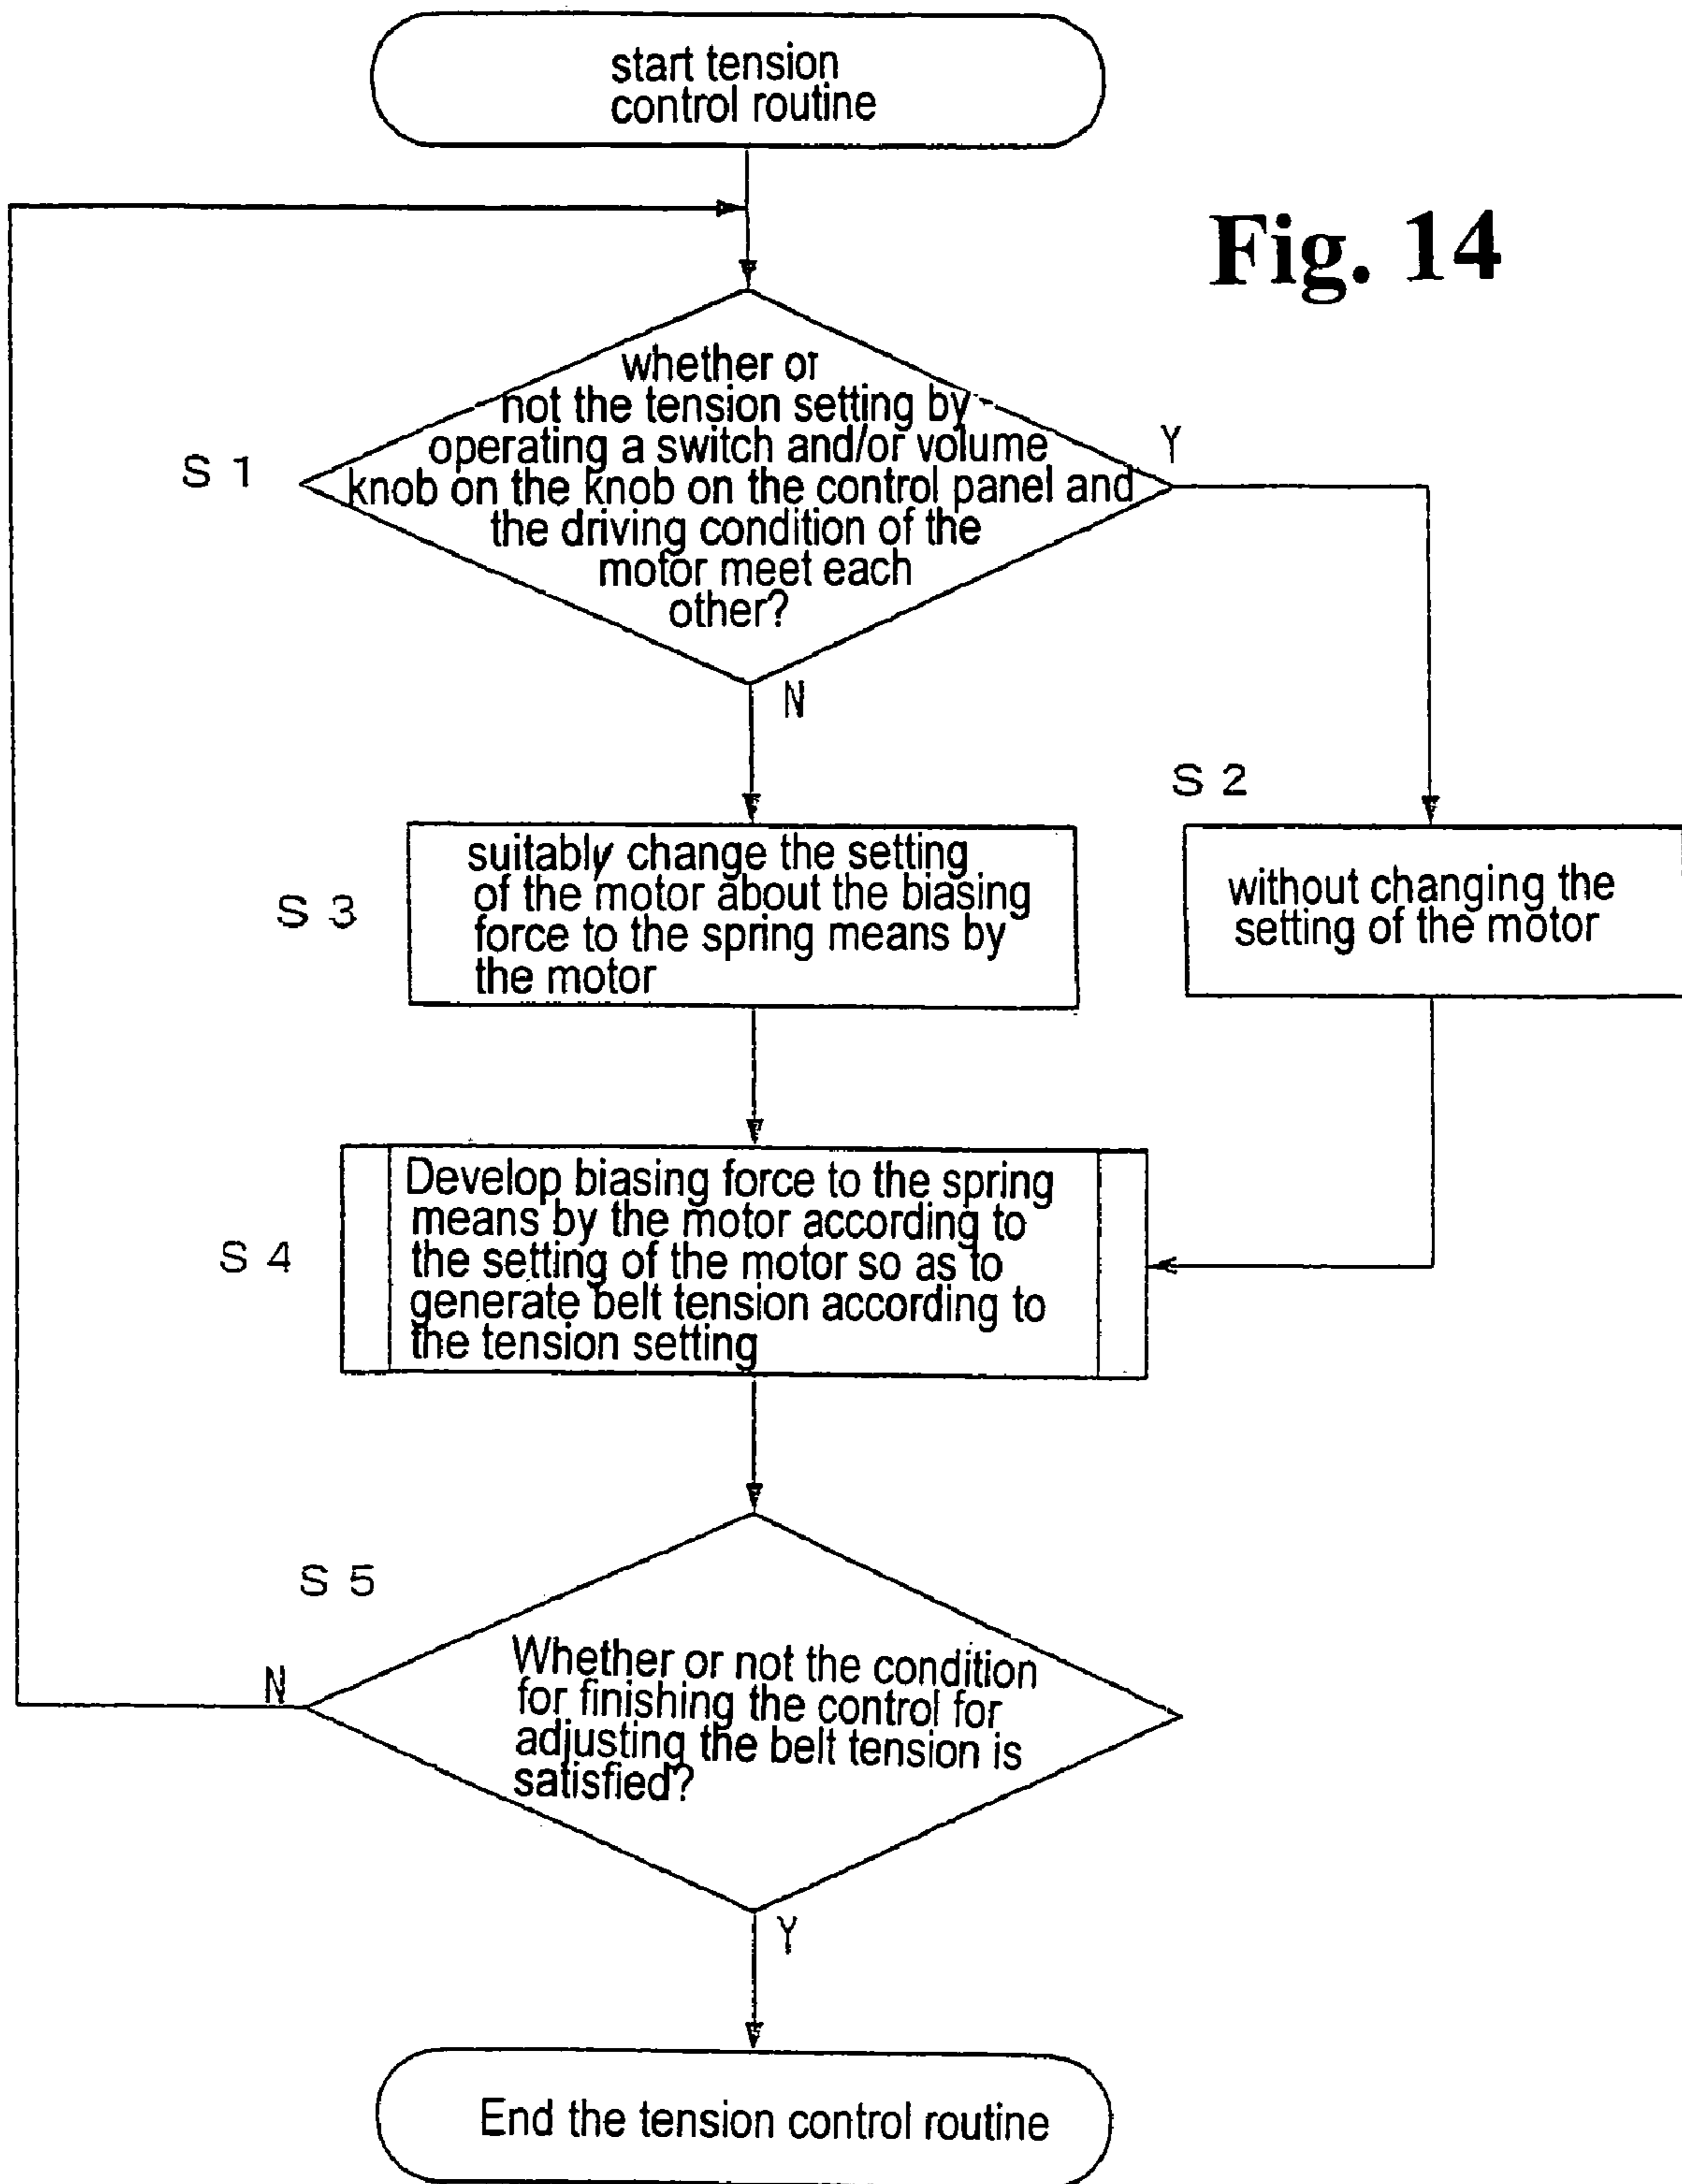 start tension
control routine
Fig. 14
whether or
not the tension setting by
operating a switch and/or volume
knob on the knob on the control panel and
the driving condition of the
motor meet each
other?
S 1
Y
N
S 2
suitably change the setting
of the motor about the biasing
force to the spring means by
the motor
S 3
without changing the
setting of the motor
Develop biasing force to the spring
means by the motor according to
the setting of the motor so as to
generate belt tension according to
the tension setting
S 4
S 5
Whether or not the condition
for finishing the control for
adjusting the belt tension is
satisfied?
N
Y
End the tension control routine